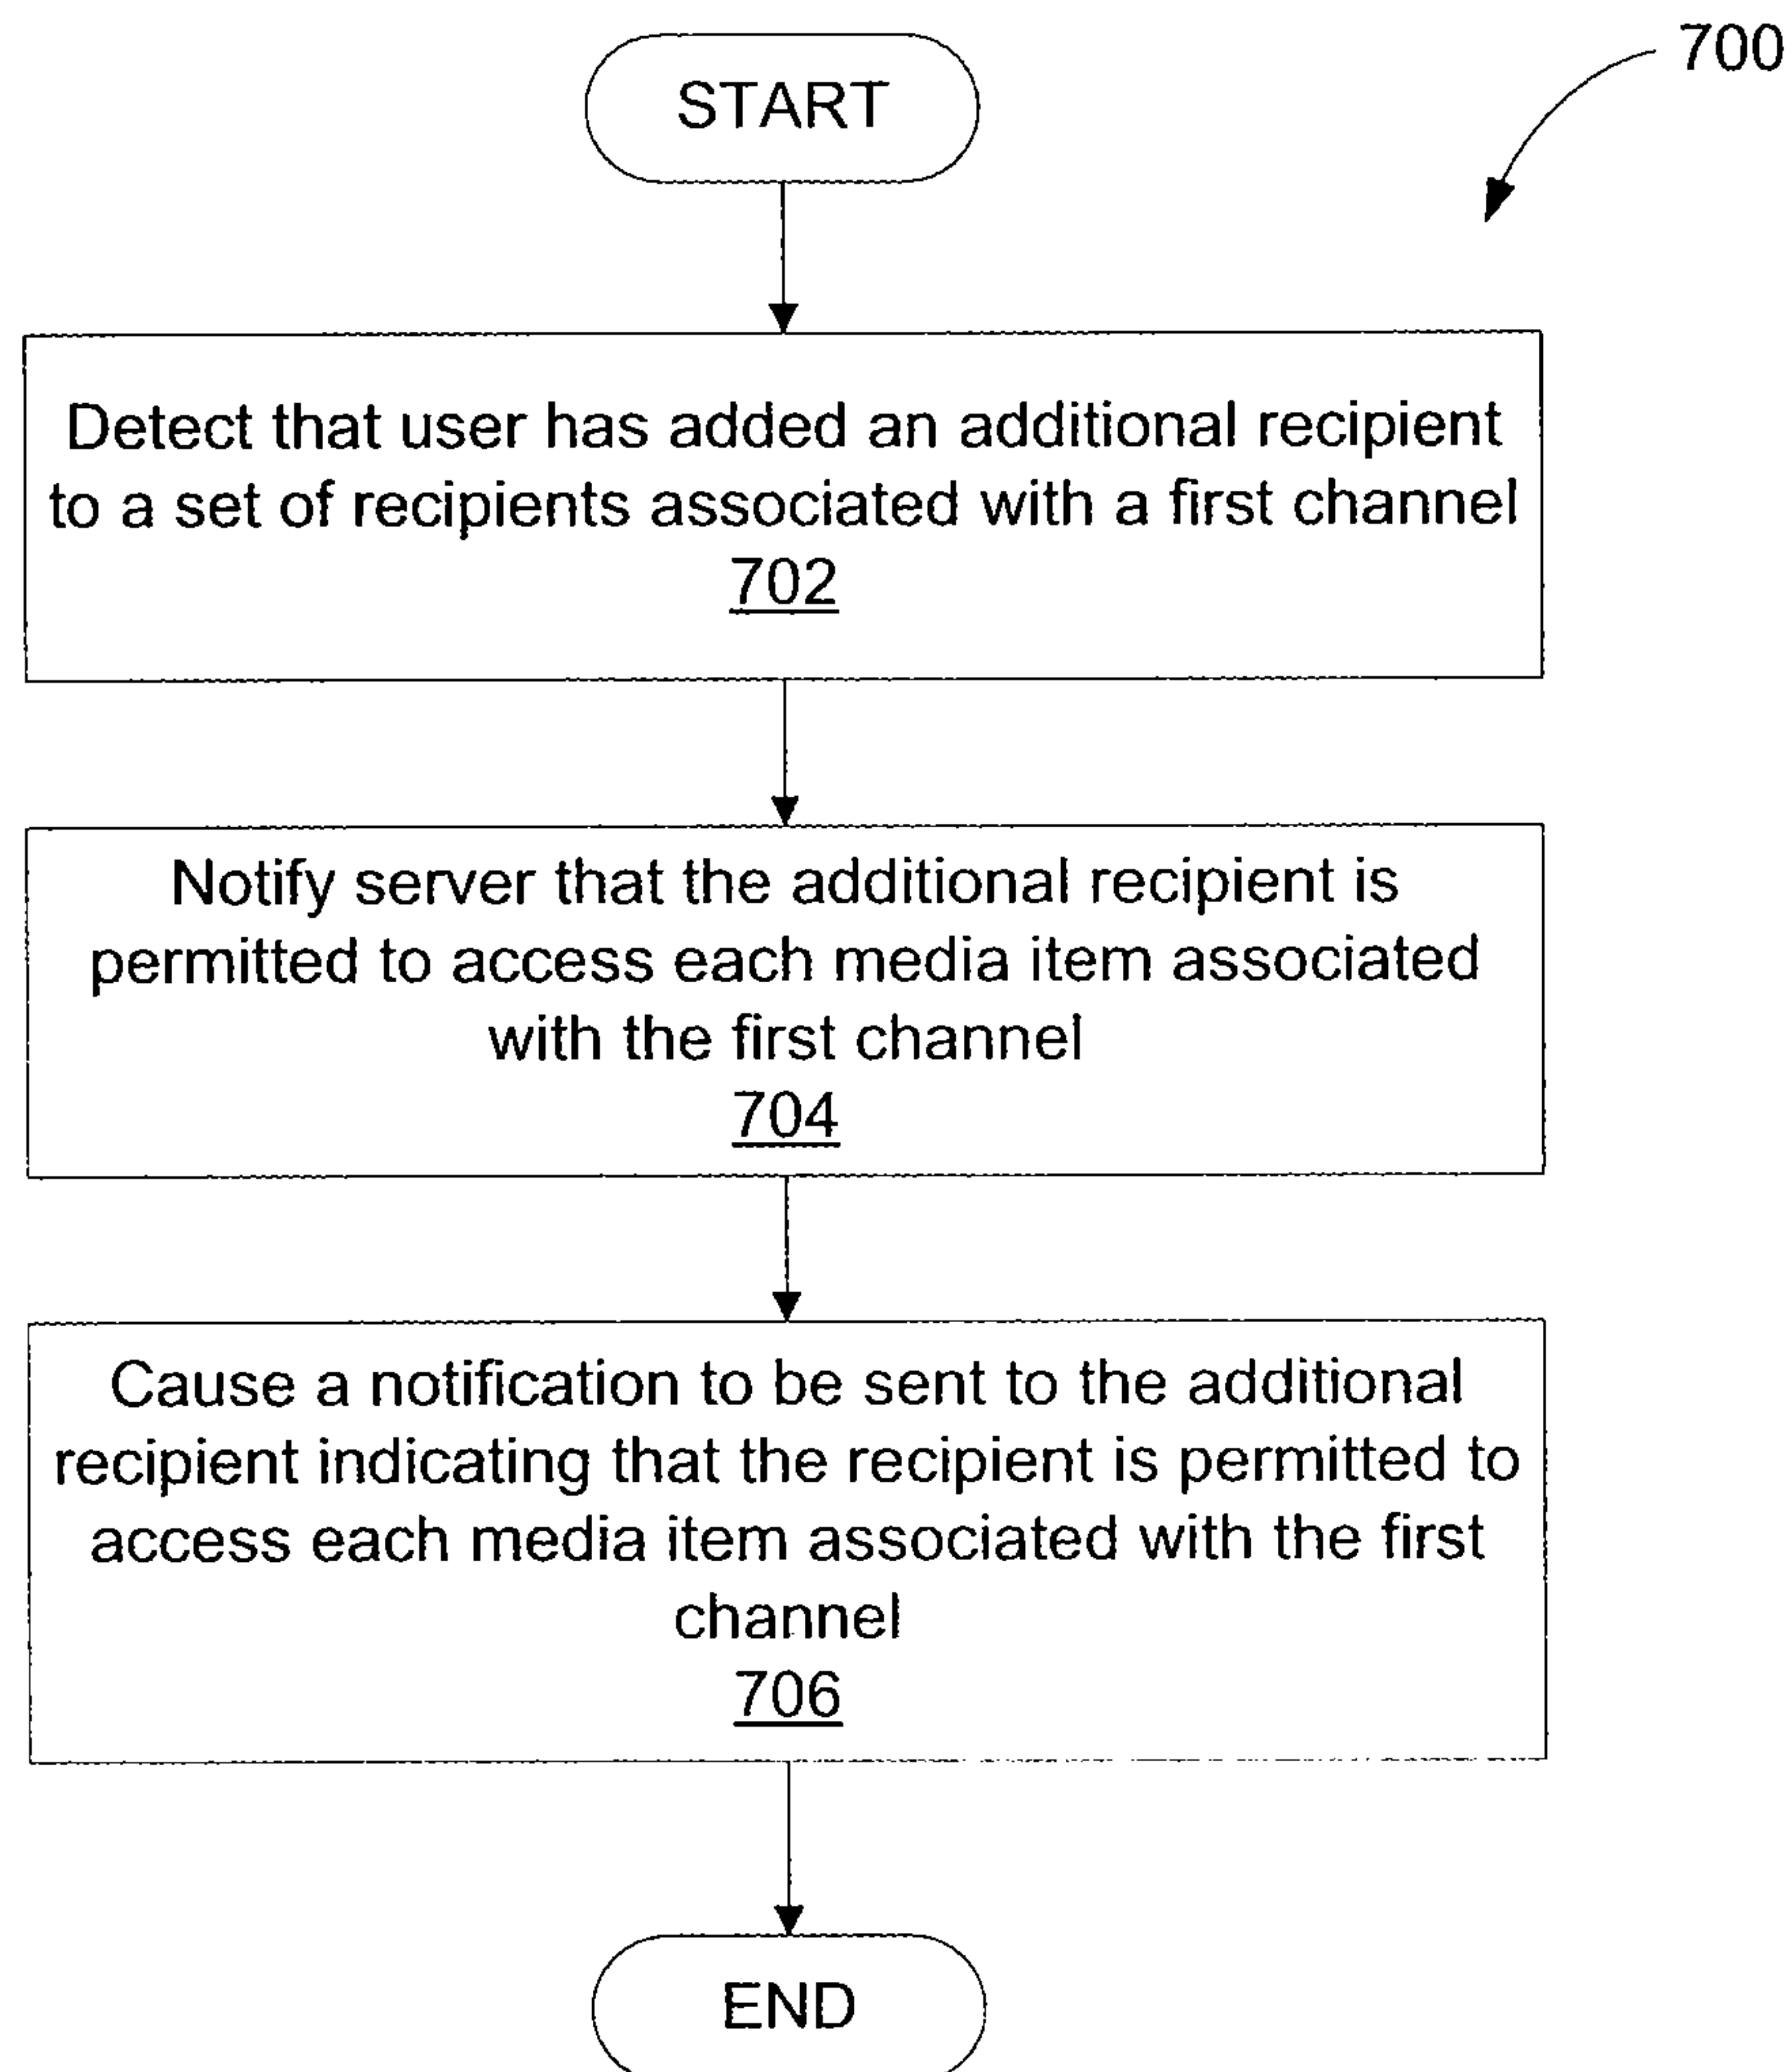 700
START
Detect that user has added an additional recipient
to a set of recipients associated with a first channel
702
Notify server that the additional recipient is
permitted to access each media item associated
with the first channel
704
Cause a notification to be sent to the additional
recipient indicating that the recipient is permitted to
access each media item associated with the first
channel
706
END